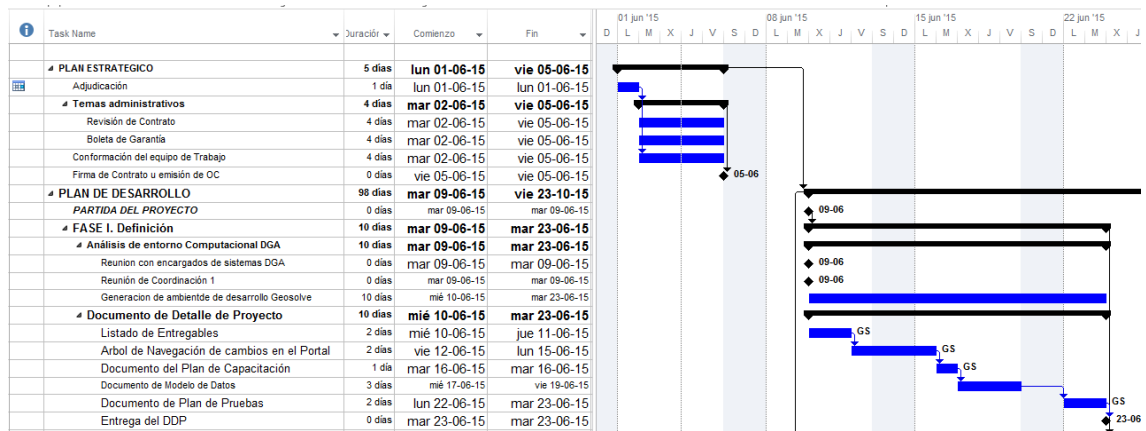 01 jun '15 08 jun '15 15 jun '15 22 jun '15
Task Name Duración Comienzo Fin D L M X J V S D L M X J V S D L M X J V S D L M X J
PLAN ESTRATEGICO 5 días lun 01-06-15 vie 05-06-15
Adjudicación 1 día lun 01-06-15 lun 01-06-15
Temas administrativos 4 días mar 02-06-15 vie 05-06-15
Revisión de Contrato 4 días mar 02-06-15 vie 05-06-15
Boleta de Garantía 4 días mar 02-06-15 vie 05-06-15
Conformación del equipo de Trabajo 4 días mar 02-06-15 vie 05-06-15
Firma de Contrato u emisión de OC 0 días vie 05-06-15 vie 05-06-15 05-06
PLAN DE DESARROLLO 98 días mar 09-06-15 vie 23-10-15
PARTIDA DEL PROYECTO 0 días mar 09-06-15 mar 09-06-15 09-06
FASE I. Definición 10 días mar 09-06-15 mar 23-06-15
Análisis de entorno Computacional DGA 10 días mar 09-06-15 mar 23-06-15
Reunion con encargados de sistemas DGA 0 días mar 09-06-15 mar 09-06-15 09-06
Reunión de Coordinación 1 0 días mar 09-06-15 mar 09-06-15 09-06
Generacion de ambientde de desarrollo Geosolve 10 días mié 10-06-15 mar 23-06-15
Documento de Detalle de Proyecto 10 días mié 10-06-15 mar 23-06-15
Listado de Entregables 2 días mié 10-06-15 jue 11-06-15 GS
Arbol de Navegación de cambios en el Portal 2 días vie 12-06-15 lun 15-06-15 GS
Documento del Plan de Capacitación 1 día mar 16-06-15 mar 16-06-15 GS
Documento de Modelo de Datos 3 días mié 17-06-15 vie 19-06-15
Documento de Plan de Pruebas 2 días lun 22-06-15 mar 23-06-15 GS
Entrega del DDP 0 días mar 23-06-15 mar 23-06-15 23-06